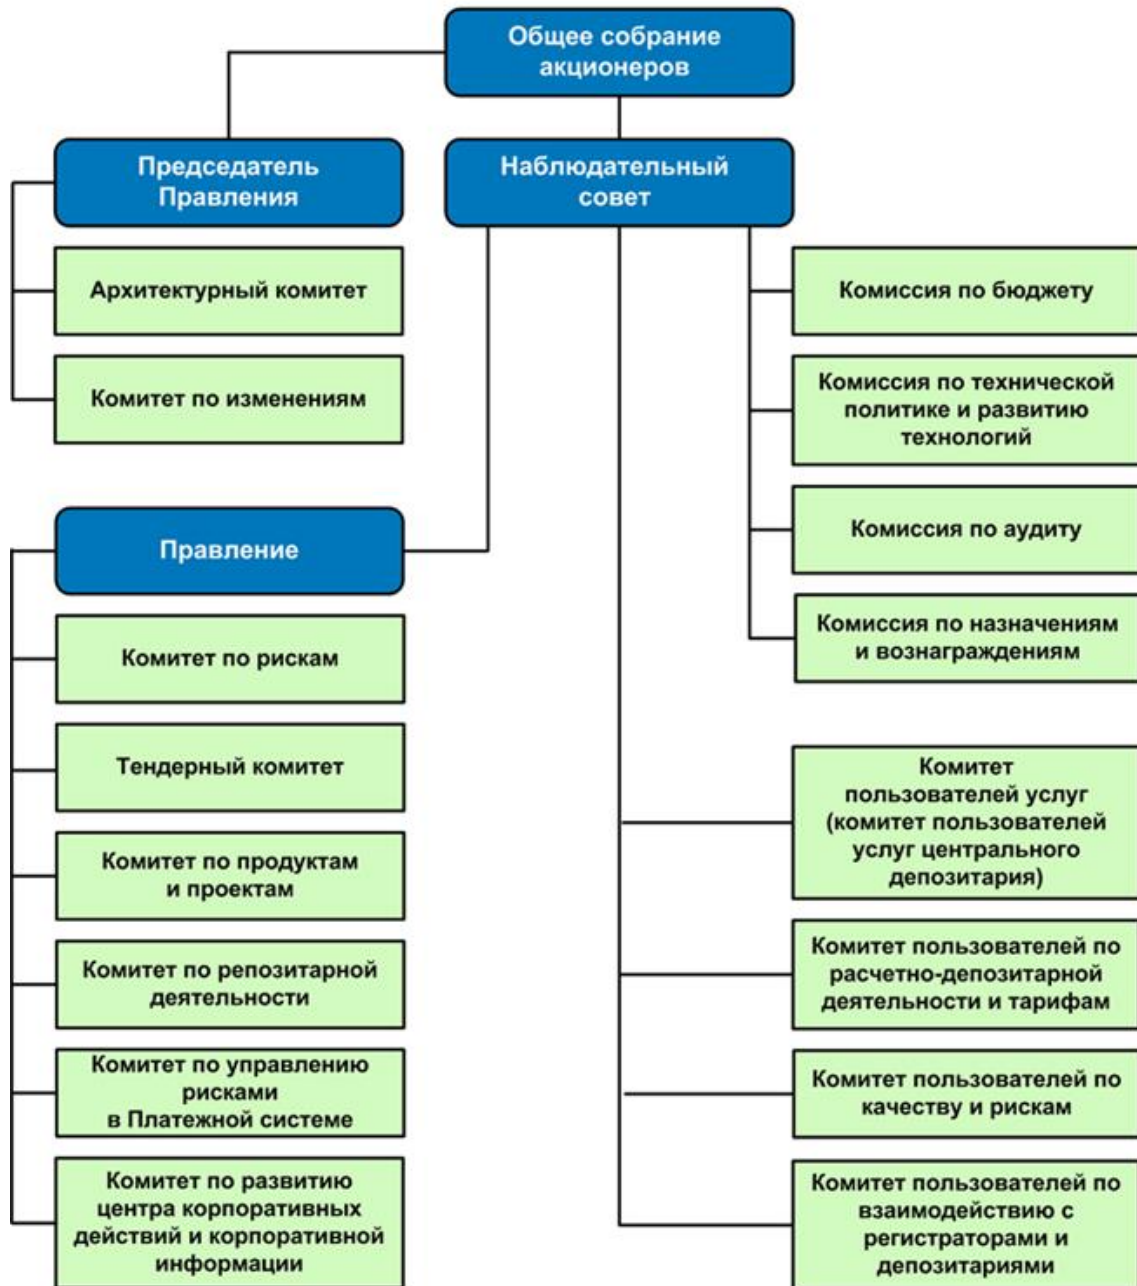 Общее собрание
акционеров
Председатель
Правления
Наблюдательный
совет
Архитектурный комитет
Комитет по изменениям
Правление
Комитет по рискам
Тендерный комитет
Комитет по продуктам
и проектам
Комитет по репозитарной
деятельности
Комитет по управлению
рисками
в Платежной системе
Комитет по развитию
центра корпоративных
действий и корпоративной
информации
Комиссия по бюджету
Комиссия по технической
политике и развитию
технологий
Комиссия по аудиту
Комиссия по назначениям
и вознаграждениям
Комитет
пользователей услуг
(комитет пользователей
услуг центрального
депозитария)
Комитет пользователей по
расчетно-депозитарной
деятельности и тарифам
Комитет пользователей по
качеству и рискам
Комитет пользователей по
взаимодействию с
регистраторами и
депозитариями